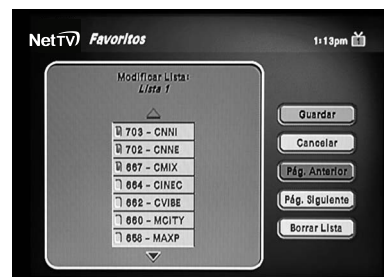 NetTV Favoritos 1:13pm
Modificar Lista:
Lista 1
703 - CNNI
702 - CNNE
667 - CMIX
664 - CINEC
662 - CVIBE
660 - MCITY
658 - MAXP
Guardar
Cancelar
Pág. Anterior
Pág. Siguiente
Borrar Lista